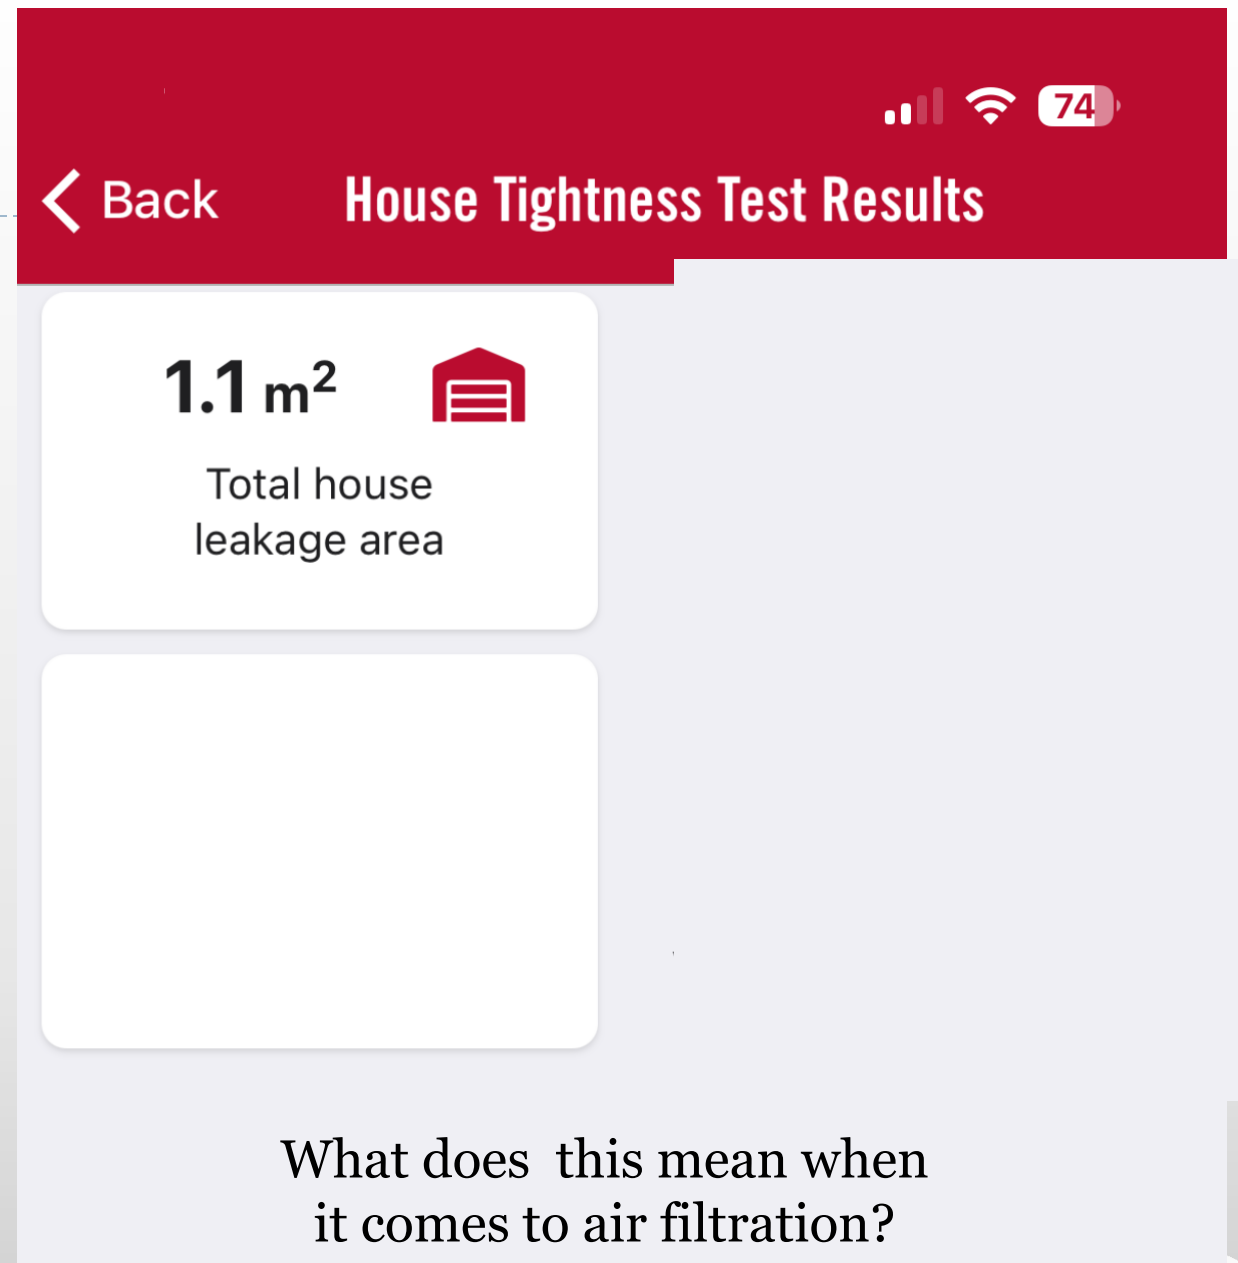 74
Back House Tightness Test Results
1.1 m²
Total house
leakage area
What does  this mean when
it comes to air filtration?